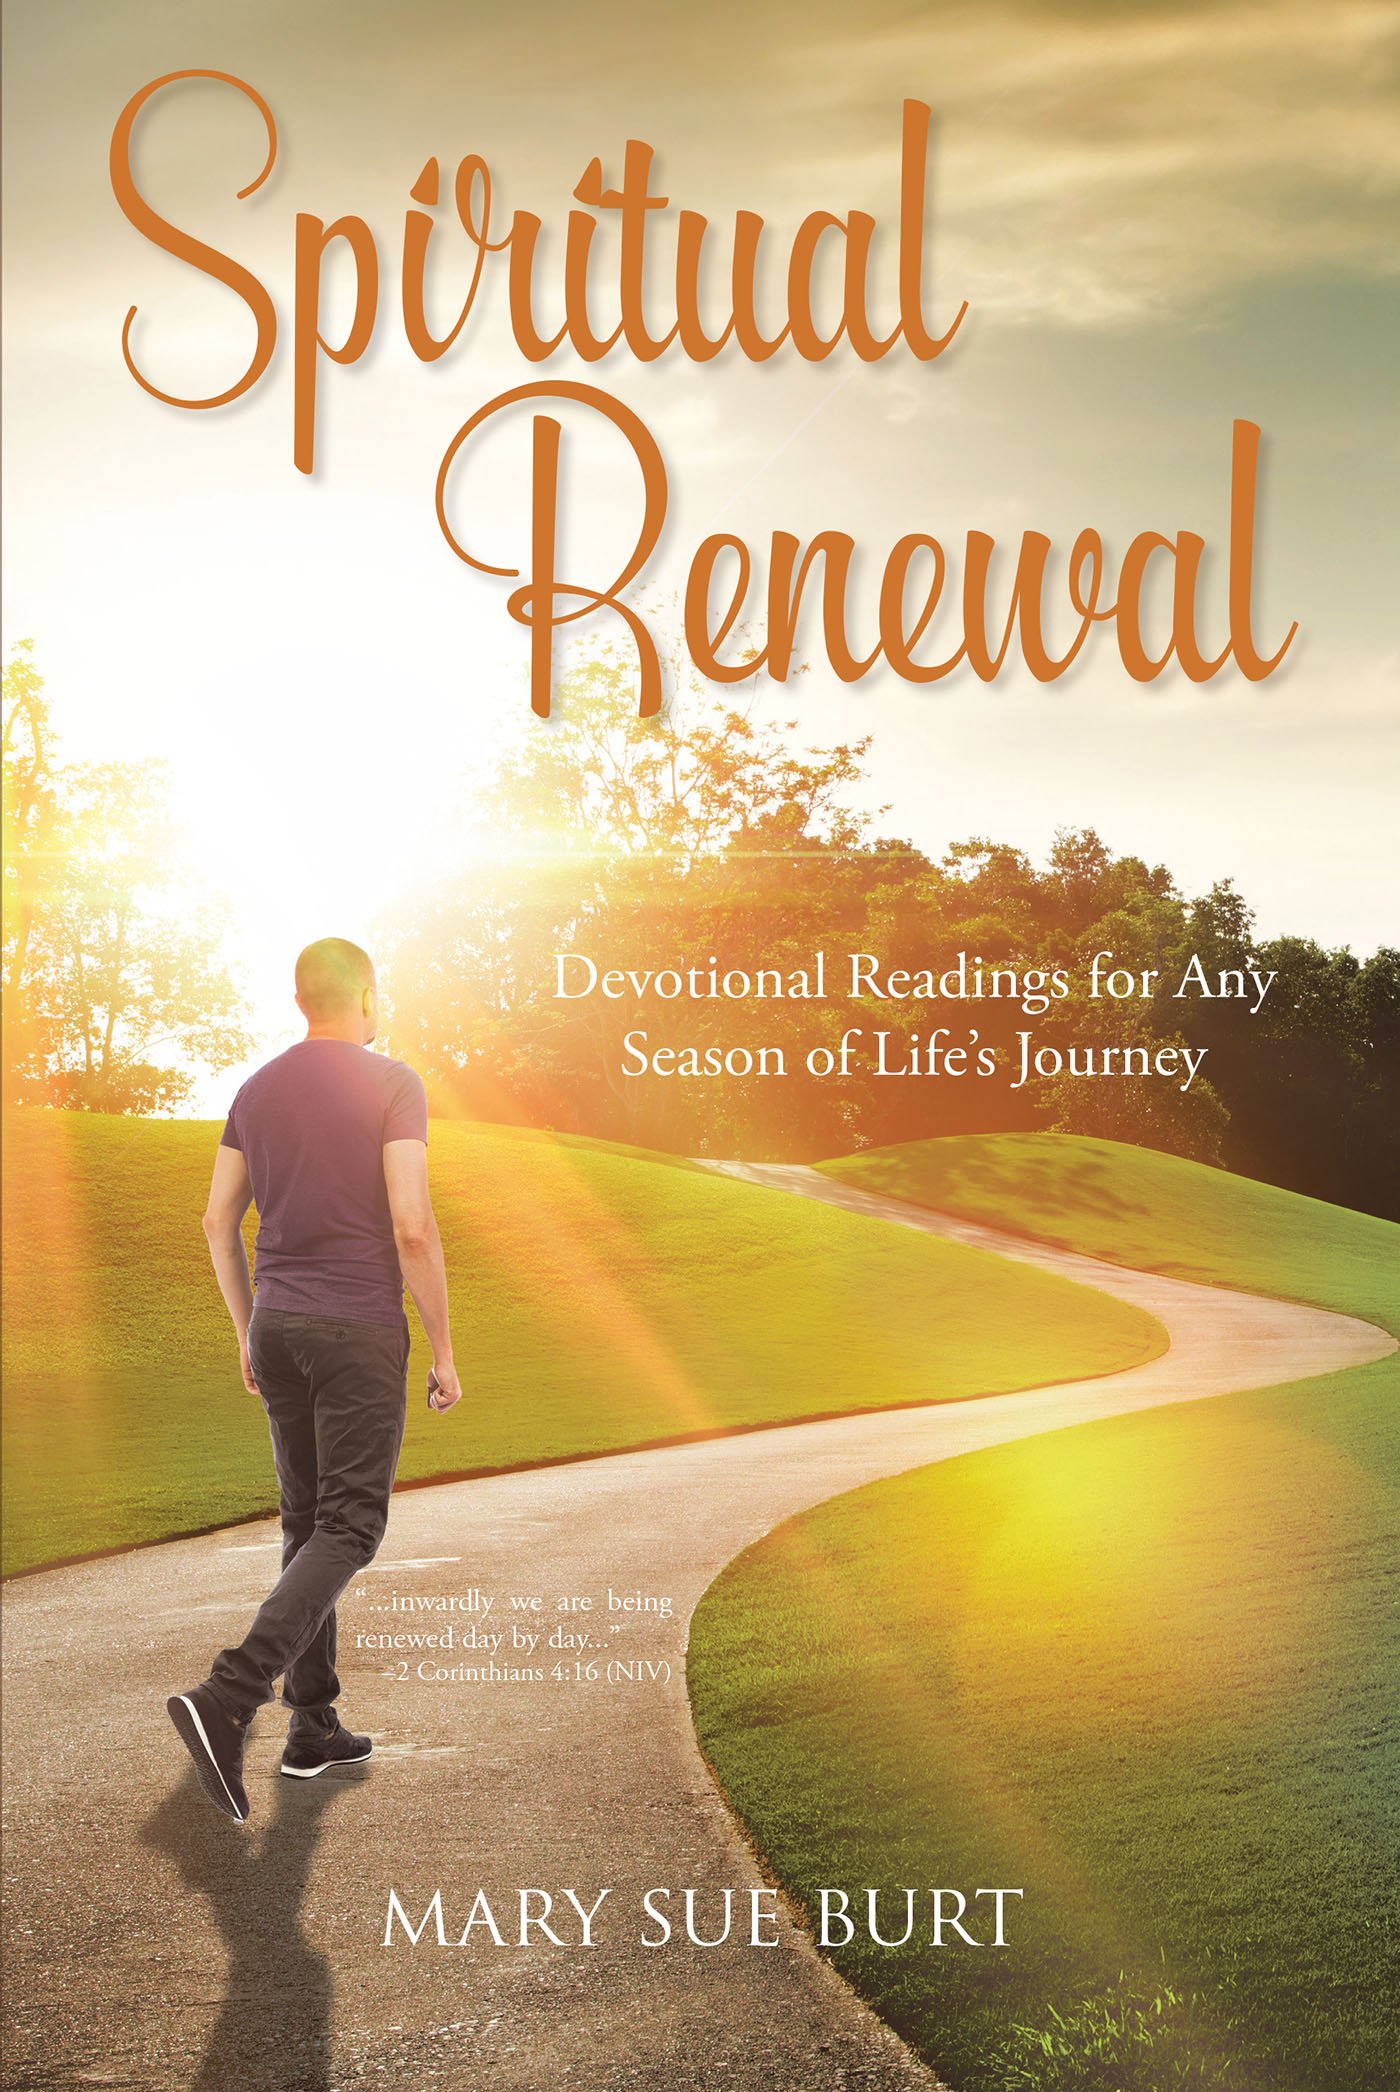 Spiritual
Renewal
Devotional Readings for Any
Season of Life’s Journey
“...inwardly we are being
renewed day by day...”
–2 Corinthians 4:16 (NIV)
MARY SUE BURT